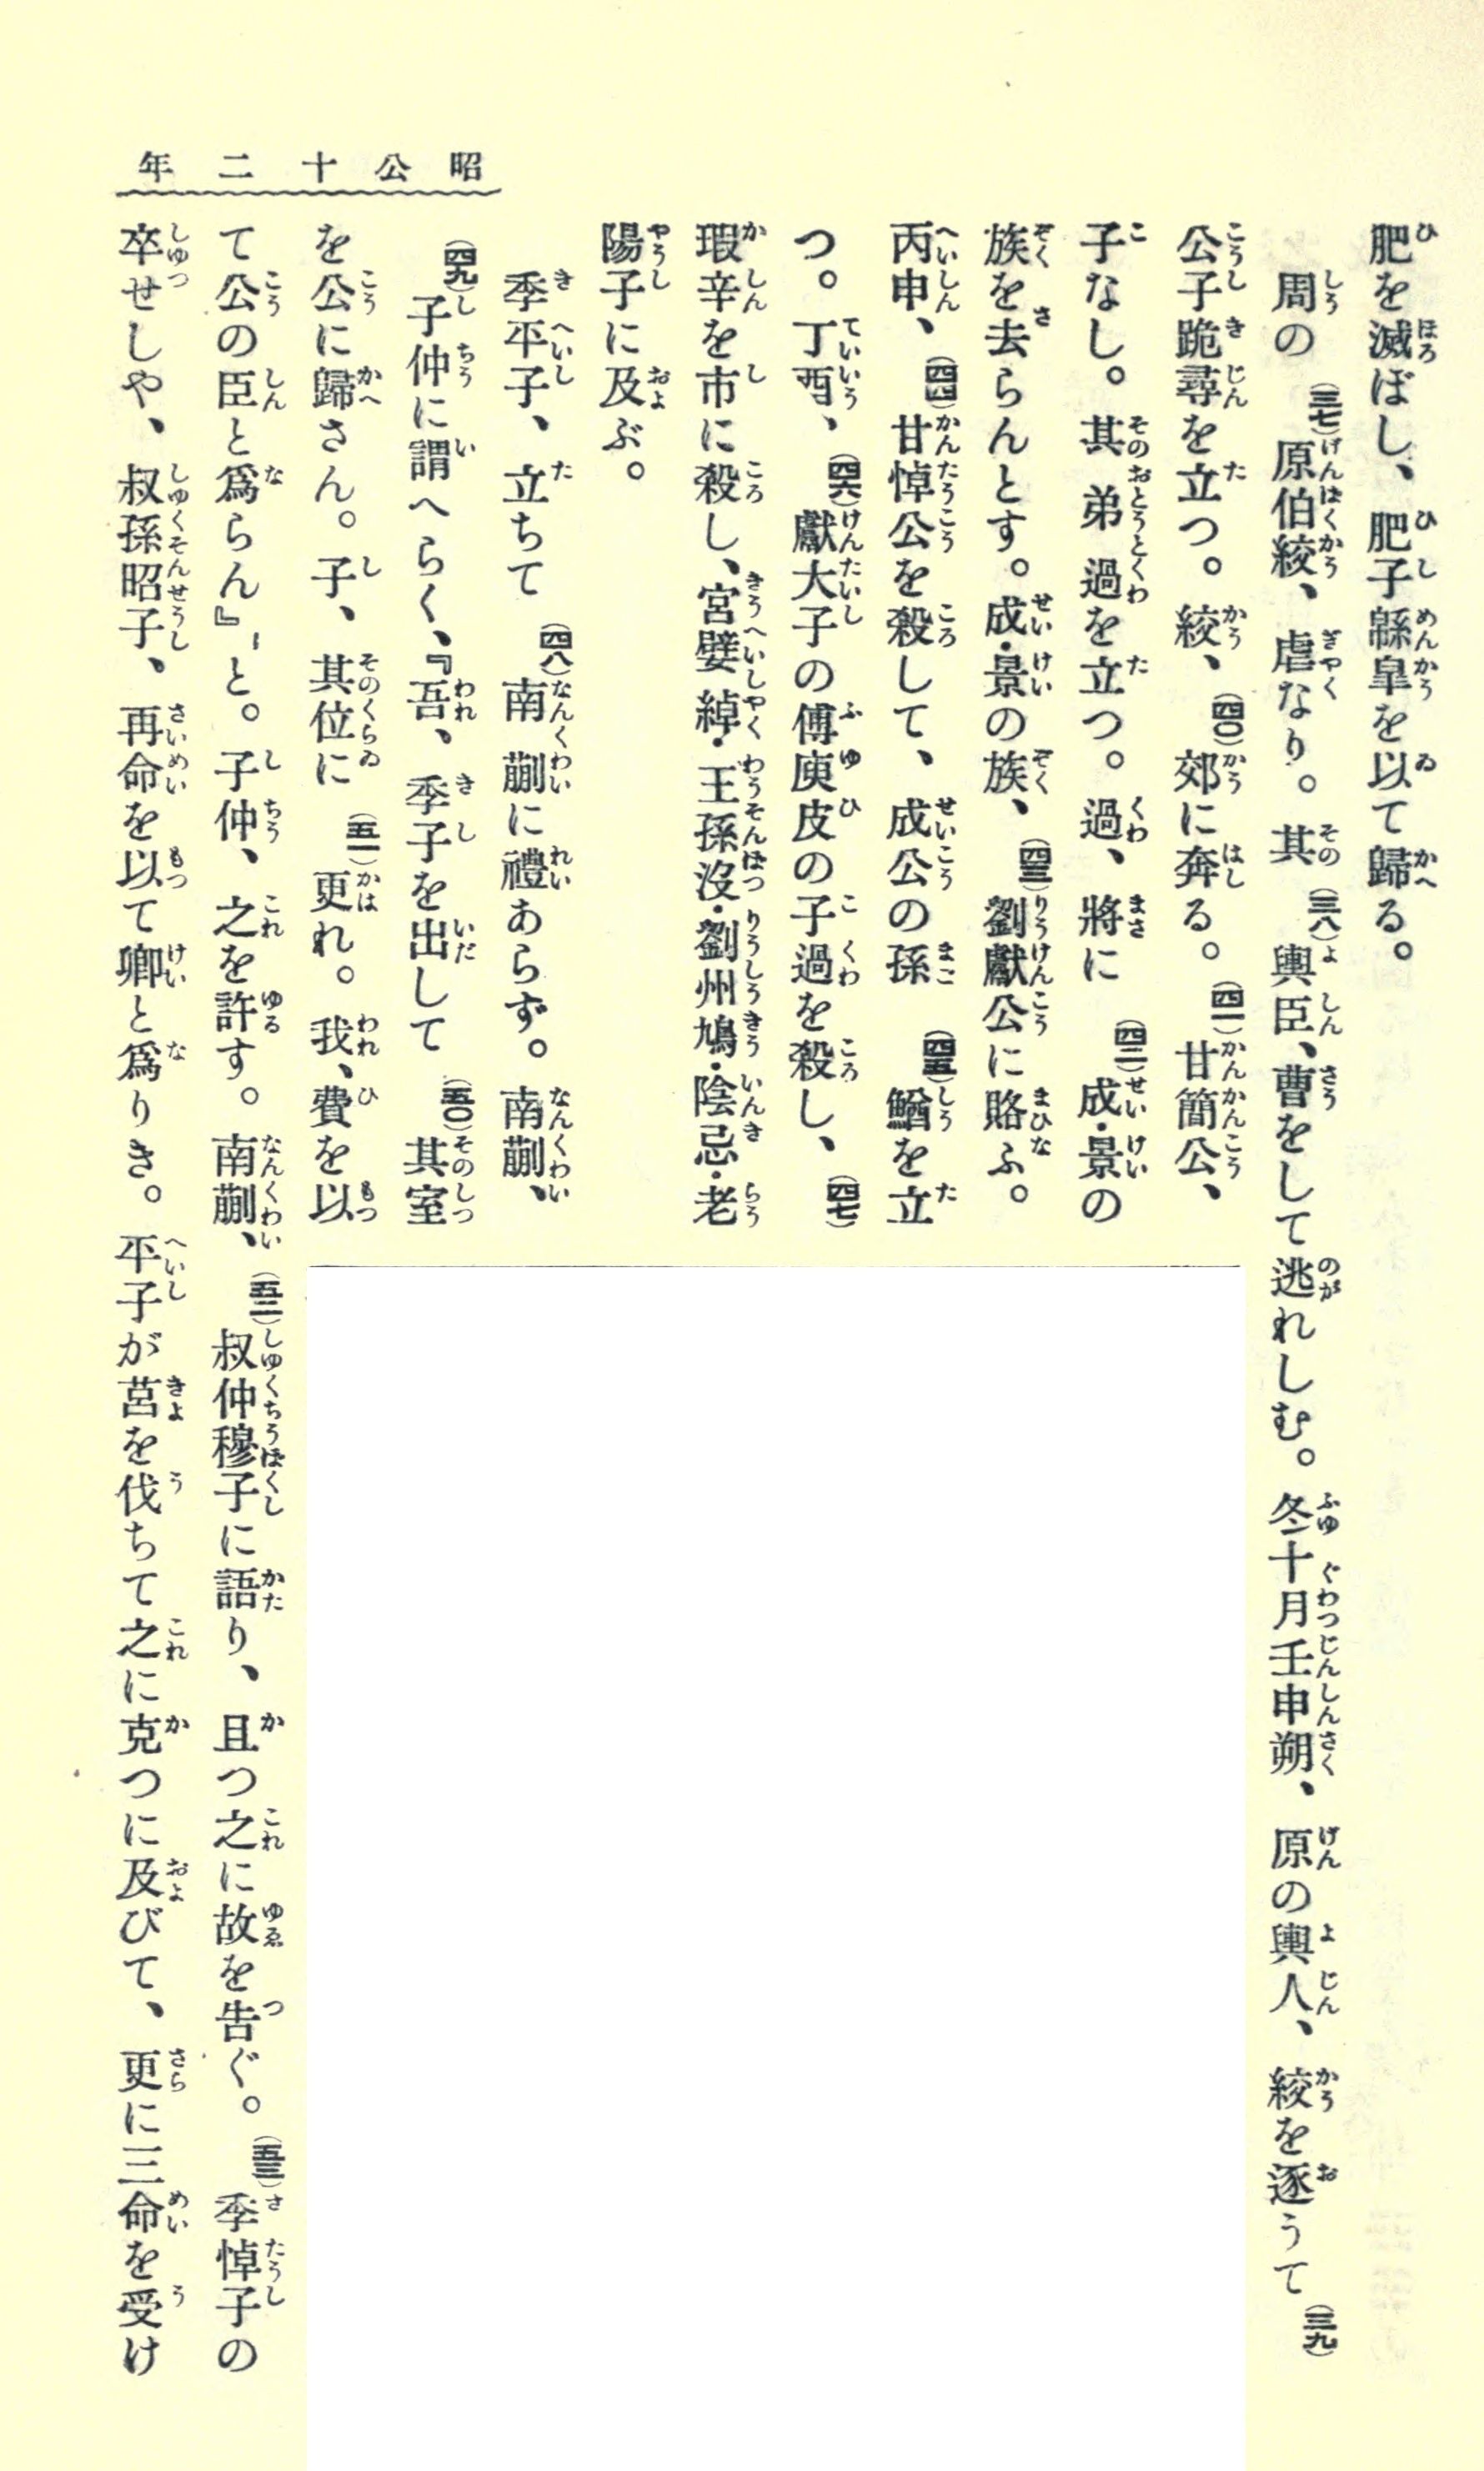 昭公十二年
肥を滅ぼし、肥子緜皐を以て歸る。
周の(三七)原伯絞、虐なり。其(三八)輿臣、曹をして逃れしむ。冬十月壬申朔、原の輿人、絞を逐うて(三九)
公子跪尋を立つ。絞、(四〇)郊に奔る。(四一)甘簡公、
子なし。其弟過を立つ。過、將に(四二)成・景の
族を去らんとす。成・景の族、(四三)劉獻公に賂ふ。
丙申、(四四)甘悼公を殺して、成公の孫(四五)鰌を立
つ。丁酉、(四六)獻大子の傅庾皮の子過を殺し、(四七)
瑕辛を市に殺し、宮嬖綽・王孫沒・劉州鳩・陰忌・老
陽子に及ぶ。
季平子、立ちて(四八)南蒯に禮あらず。南蒯、
(四九)子仲に謂へらく、『吾、季子を出して(五〇)其室
を公に歸さん。子、其位に(五一)更れ。我、費を以
て公の臣と爲らん』と。子仲、之を許す。南蒯、(五二)叔仲穆子に語り、且つ之に故を告ぐ。(五三)季悼子の
卒せしや、叔孫昭子、再命を以て卿と爲りき。平子が莒を伐ちて之に克つに及びて、更に三命を受け